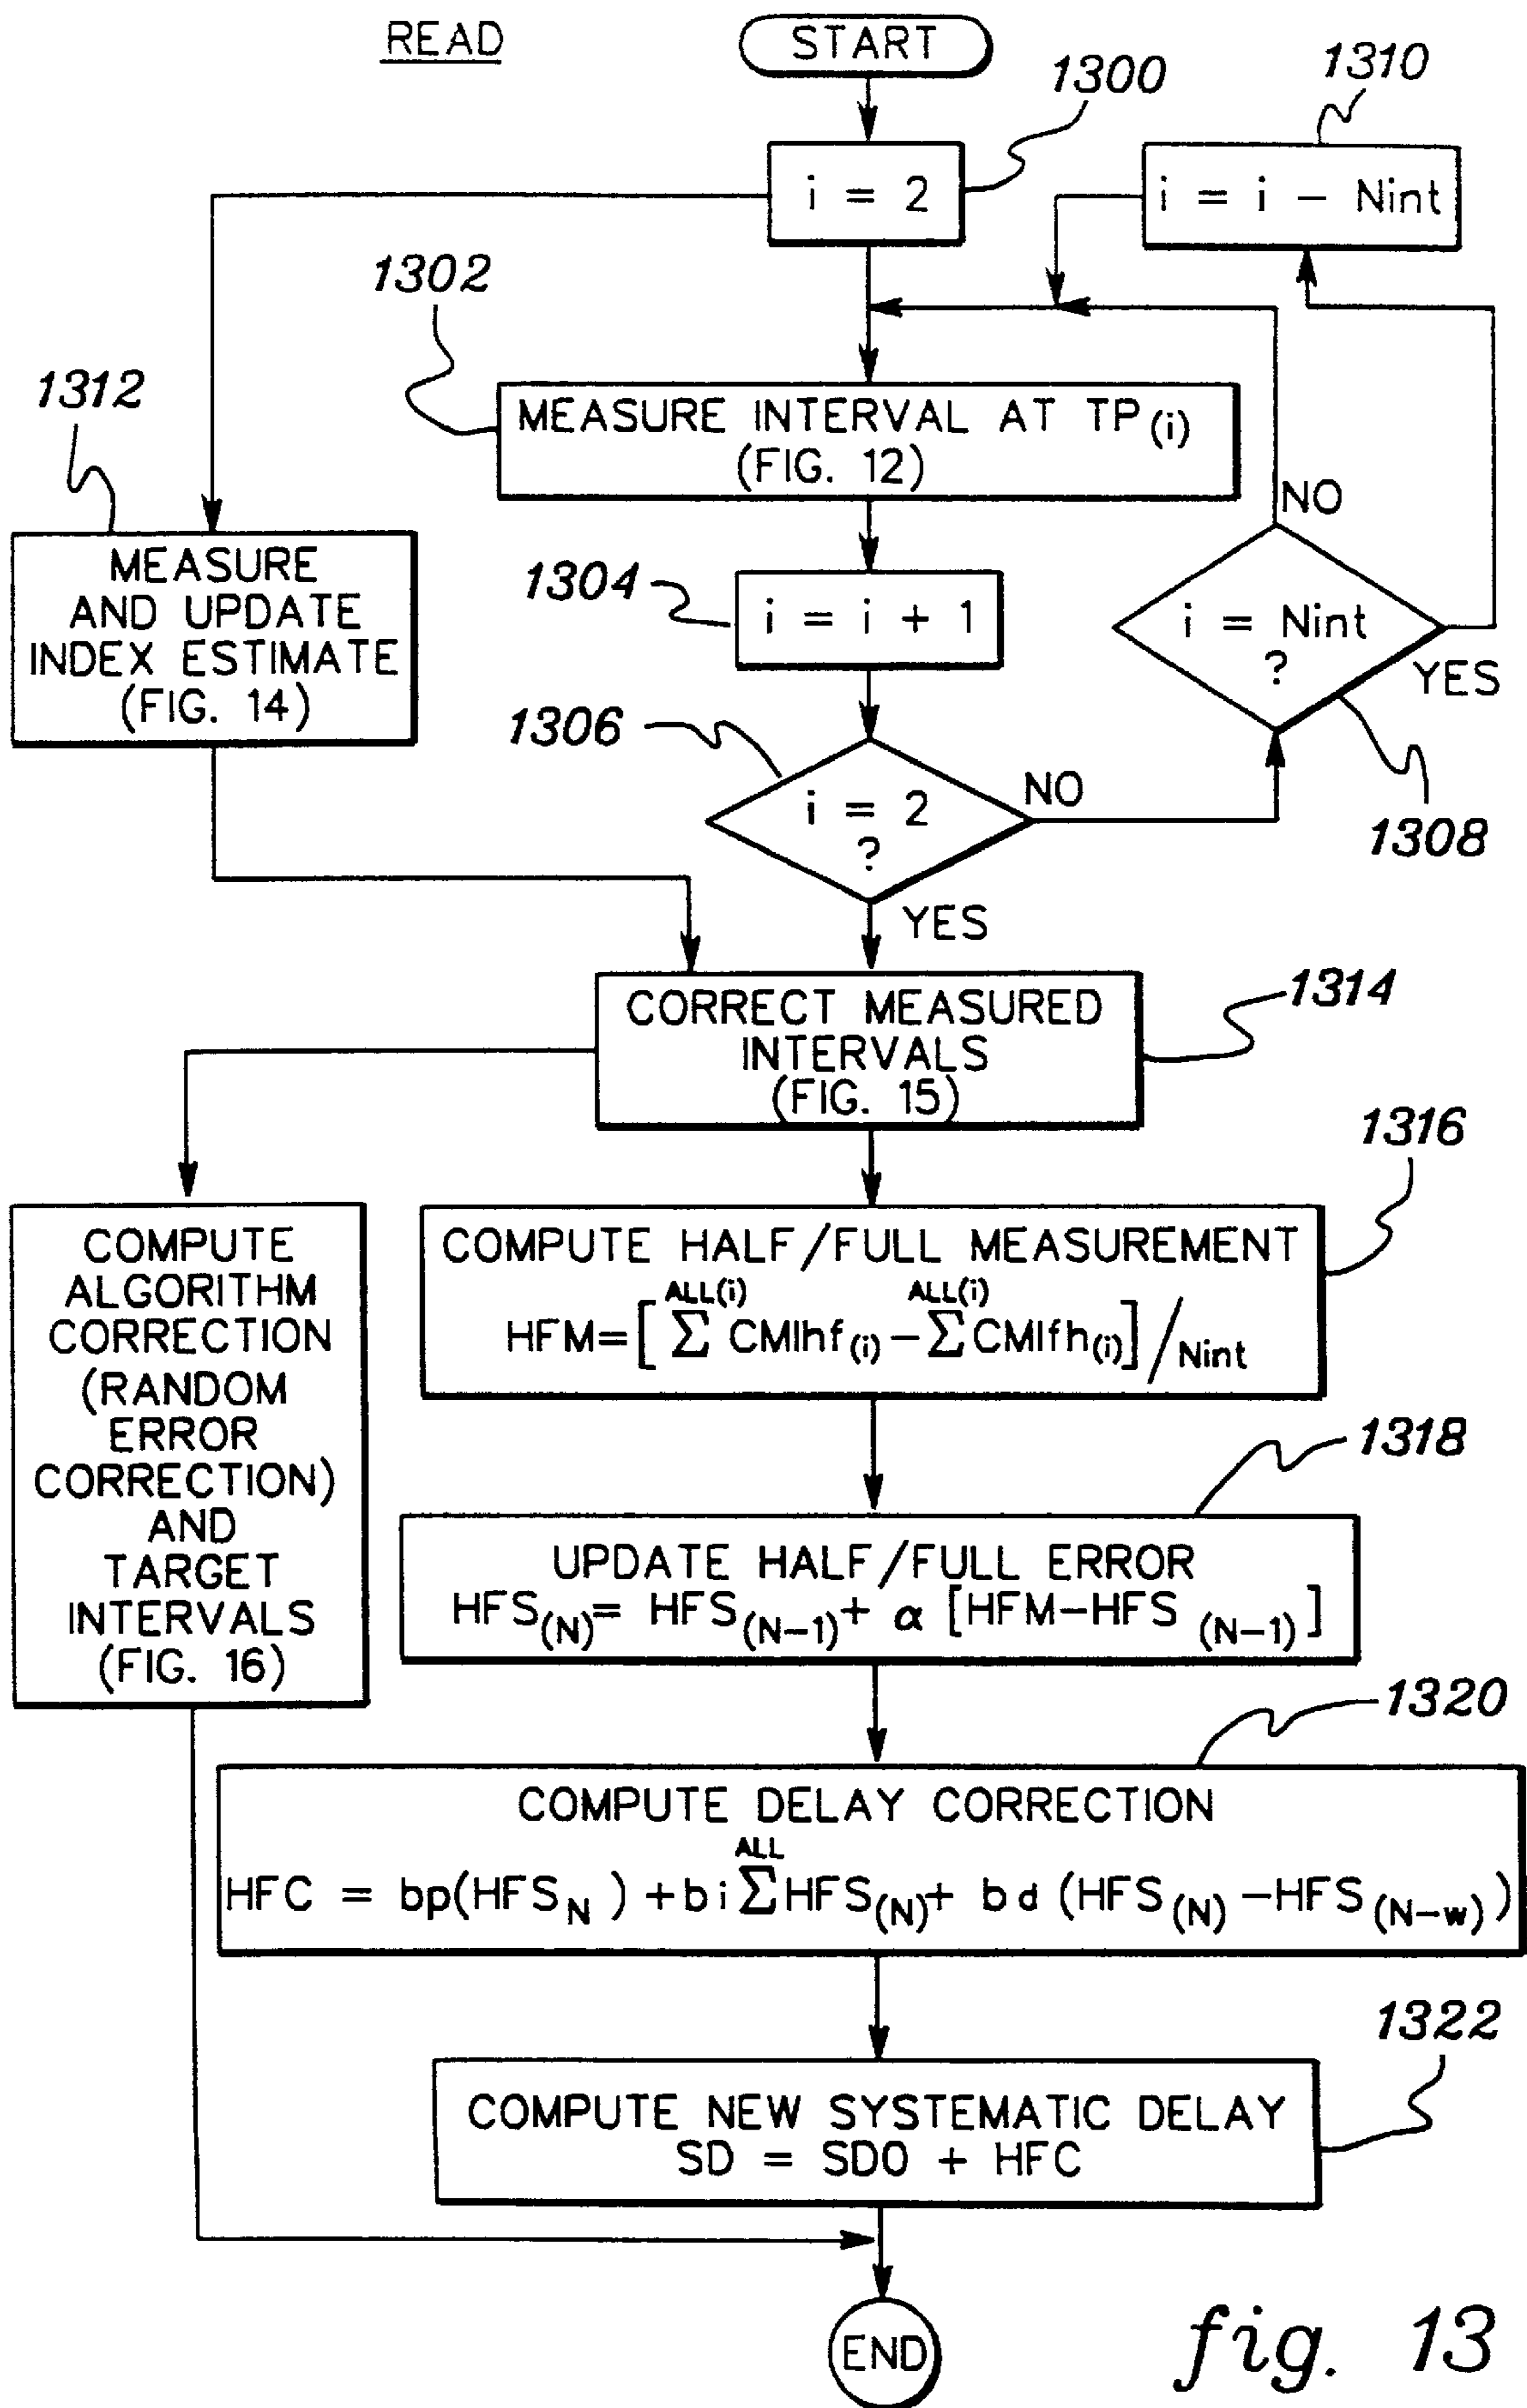 READ
START
1300
1310
i = 2
i = i - Nint
1302
1312
MEASURE INTERVAL AT TP(i)
(FIG. 12)
NO
MEASURE
AND UPDATE
INDEX ESTIMATE
(FIG. 14)
1304
i = i + 1
i = Nint
?
YES
1306
i = 2
?
NO
1308
YES
CORRECT MEASURED
INTERVALS
(FIG. 15)
1314
1316
COMPUTE
ALGORITHM
CORRECTION
(RANDOM
ERROR
CORRECTION)
AND
TARGET
INTERVALS
(FIG. 16)
COMPUTE HALF/FULL MEASUREMENT
ALL(i) ALL(i)
HFM=[ Σ CMIhf(i) - Σ CMIfh(i)] /Nint
1318
UPDATE HALF/FULL ERROR
HFS(N)= HFS(N-1)+ α [HFM-HFS (N-1)]
1320
COMPUTE DELAY CORRECTION
ALL
HFC = bp(HFSN ) +bi Σ HFS(N)+ bd (HFS(N) -HFS(N-w))
1322
COMPUTE NEW SYSTEMATIC DELAY
SD = SD0 + HFC
END
fig. 13